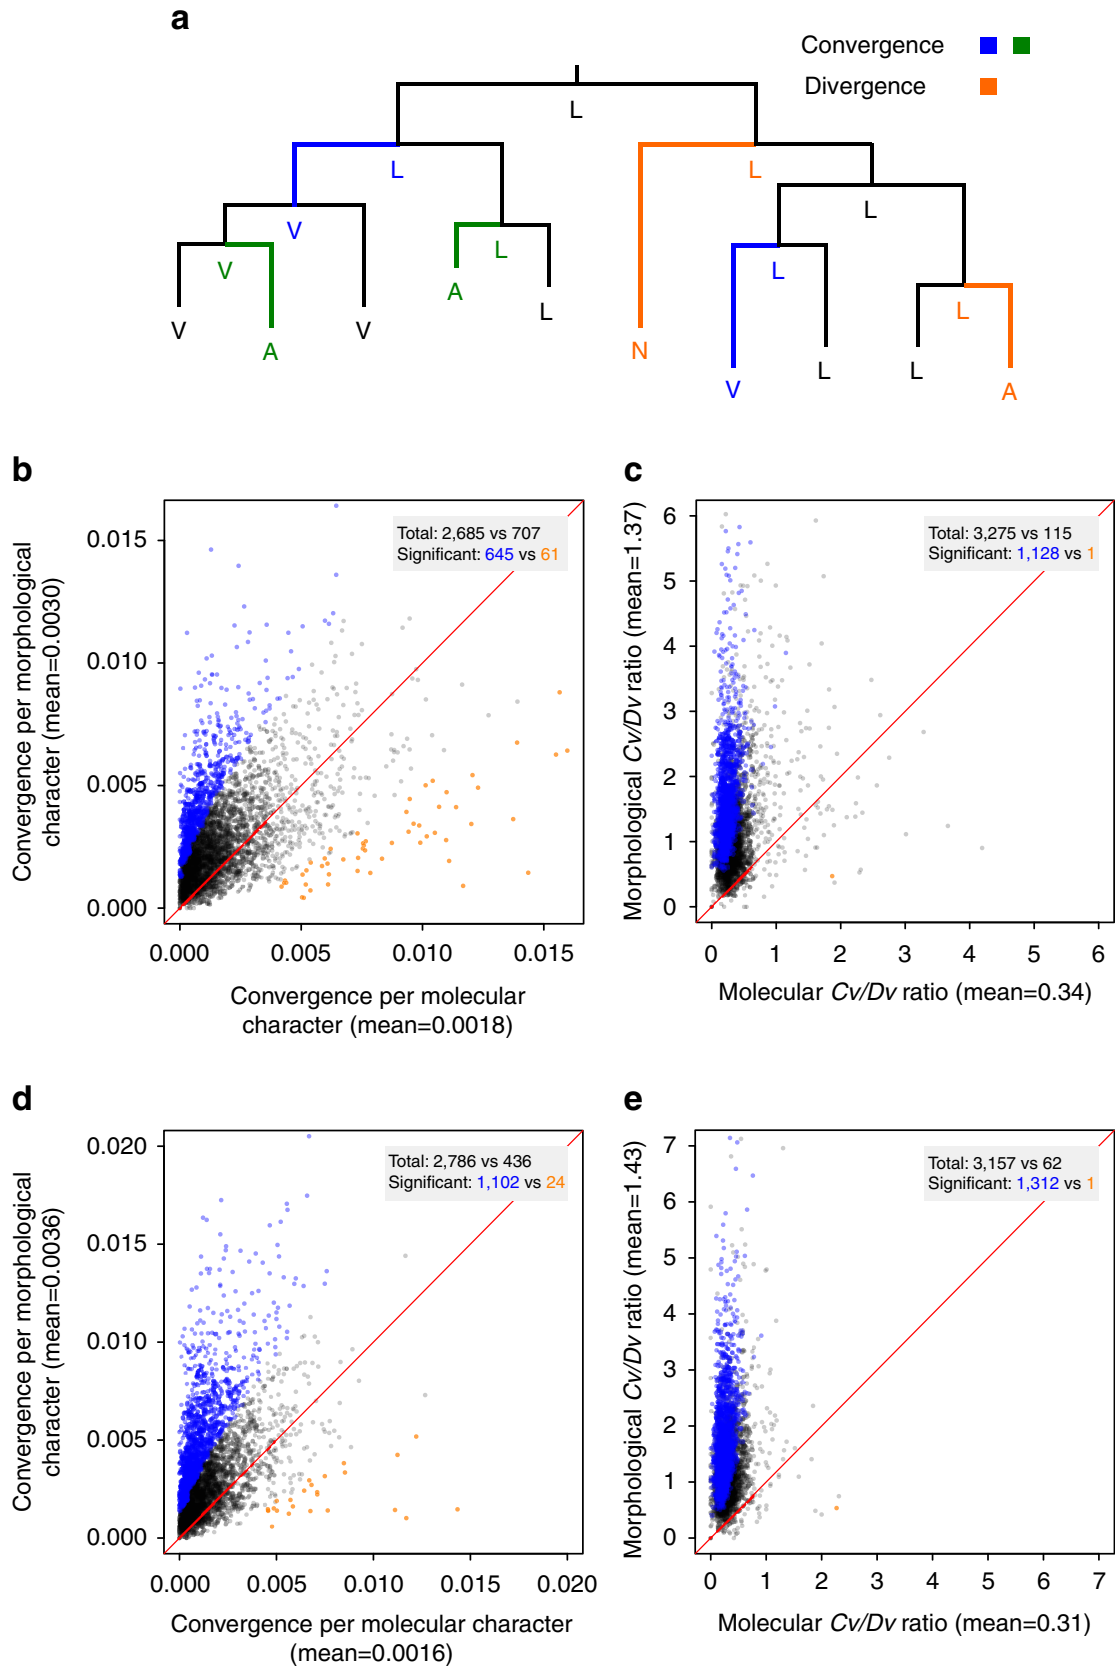 a
Convergence
Divergence
L
L
L
V
L
V
L
L
L
A
V
L
V
A
N
V
L
L
A
b
Convergence per morphological
character (mean=0.0030)
0.015
0.010
0.005
0.000
Total: 2,685 vs 707
Significant: 645 vs 61
0.000 0.005 0.010 0.015
Convergence per molecular
character (mean=0.0018)
c
Morphological Cv/Dv ratio (mean=1.37)
6
5
4
3
2
1
0
Total: 3,275 vs 115
Significant: 1,128 vs 1
0 1 2 3 4 5 6
Molecular Cv/Dv ratio (mean=0.34)
d
Convergence per morphological
character (mean=0.0036)
0.020
0.015
0.010
0.005
0.000
Total: 2,786 vs 436
Significant: 1,102 vs 24
0.000 0.005 0.010 0.015 0.020
Convergence per molecular character
(mean=0.0016)
e
Morphological Cv/Dv ratio (mean=1.43)
7
6
5
4
3
2
1
0
Total: 3,157 vs 62
Significant: 1,312 vs 1
0 1 2 3 4 5 6 7
Molecular Cv/Dv ratio (mean=0.31)